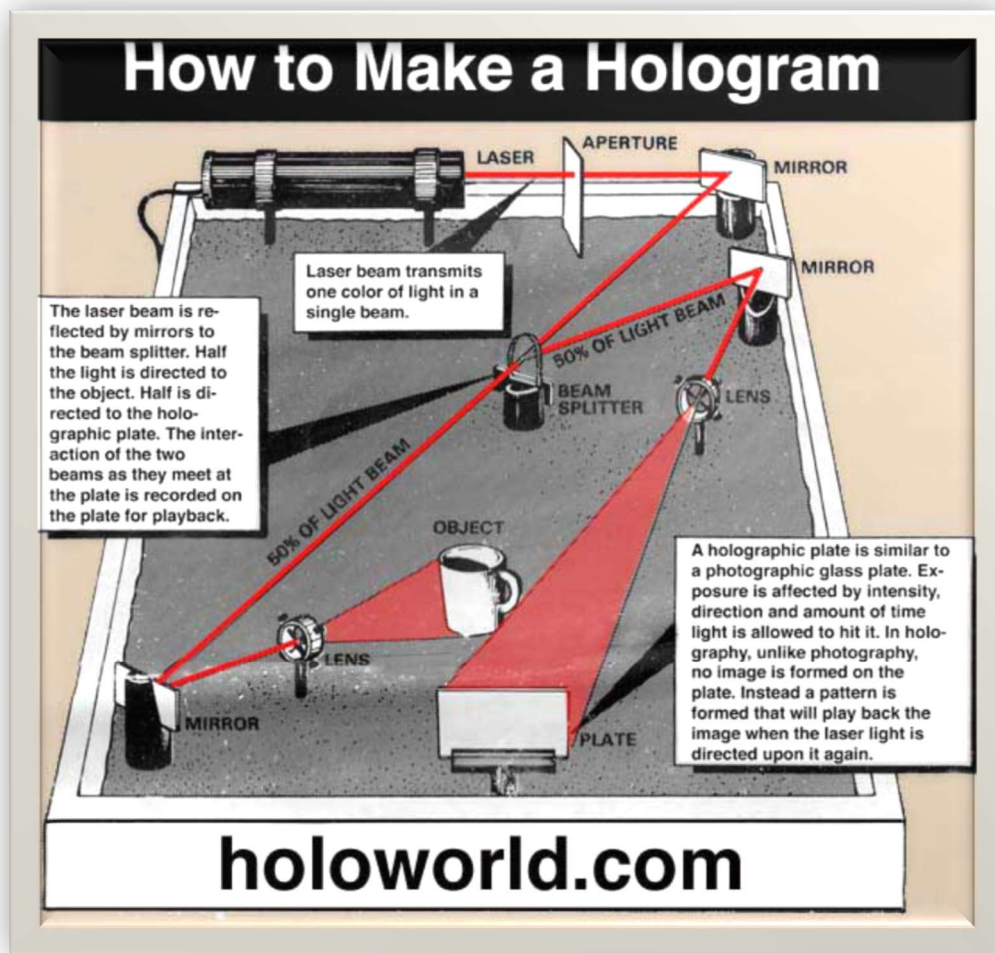 How to Make a Hologram
LASER
APERTURE
MIRROR
MIRROR
Laser beam transmits
one color of light in a
single beam.
The laser beam is re-
flected by mirrors to
the beam splitter. Half
the light is directed to
the object. Half is di-
rected to the holo-
graphic plate. The inter-
action of the two
beams as they meet at
the plate is recorded on
the plate for playback.
50% OF LIGHT BEAM
BEAM
SPLITTER
LENS
50% OF LIGHT BEAM
OBJECT
A holographic plate is similar to
a photographic glass plate. Ex-
posure is affected by intensity,
direction and amount of time
light is allowed to hit it. In holo-
graphy, unlike photography,
no image is formed on the
plate. Instead a pattern is
formed that will play back the
image when the laser light is
directed upon it again.
LENS
MIRROR
PLATE
holoworld.com